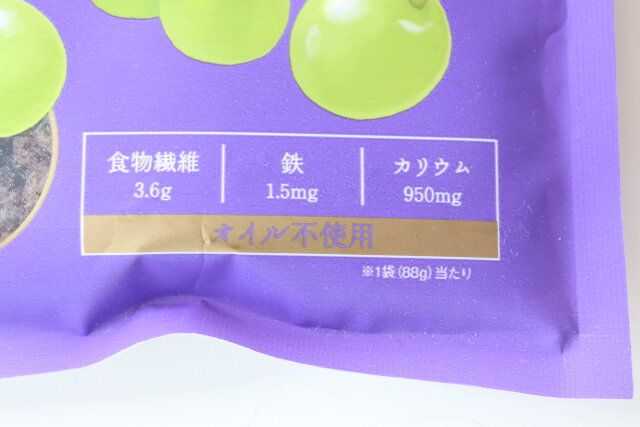 食物繊維 鉄 カリウム
3.6g 1.5mg 950mg
オイル不使用
※1袋(88g)当たり